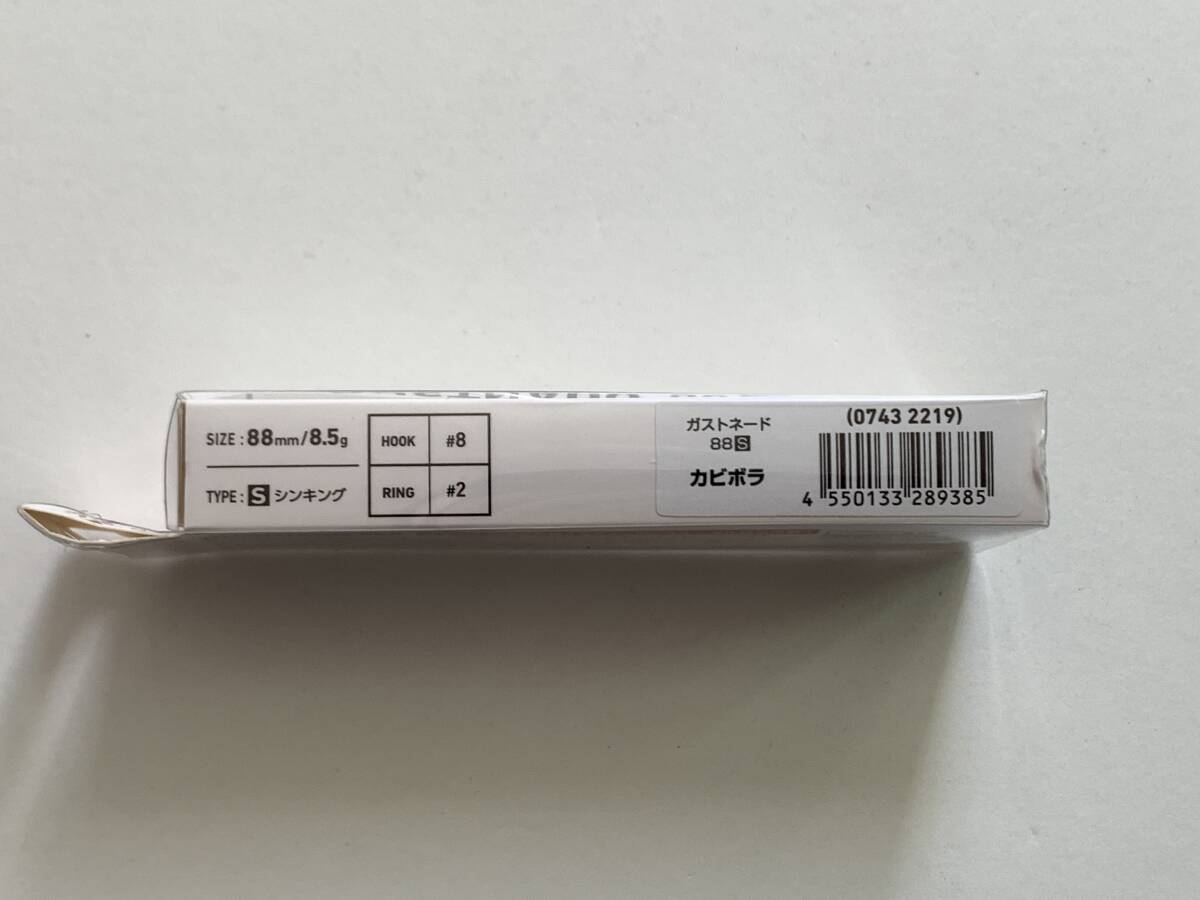 SIZE : 88mm/8.5g
TYPE : S シンキング
HOOK #8
RING #2
ガストネード
88S
カビボラ
(0743 2219)
4 550133 289385